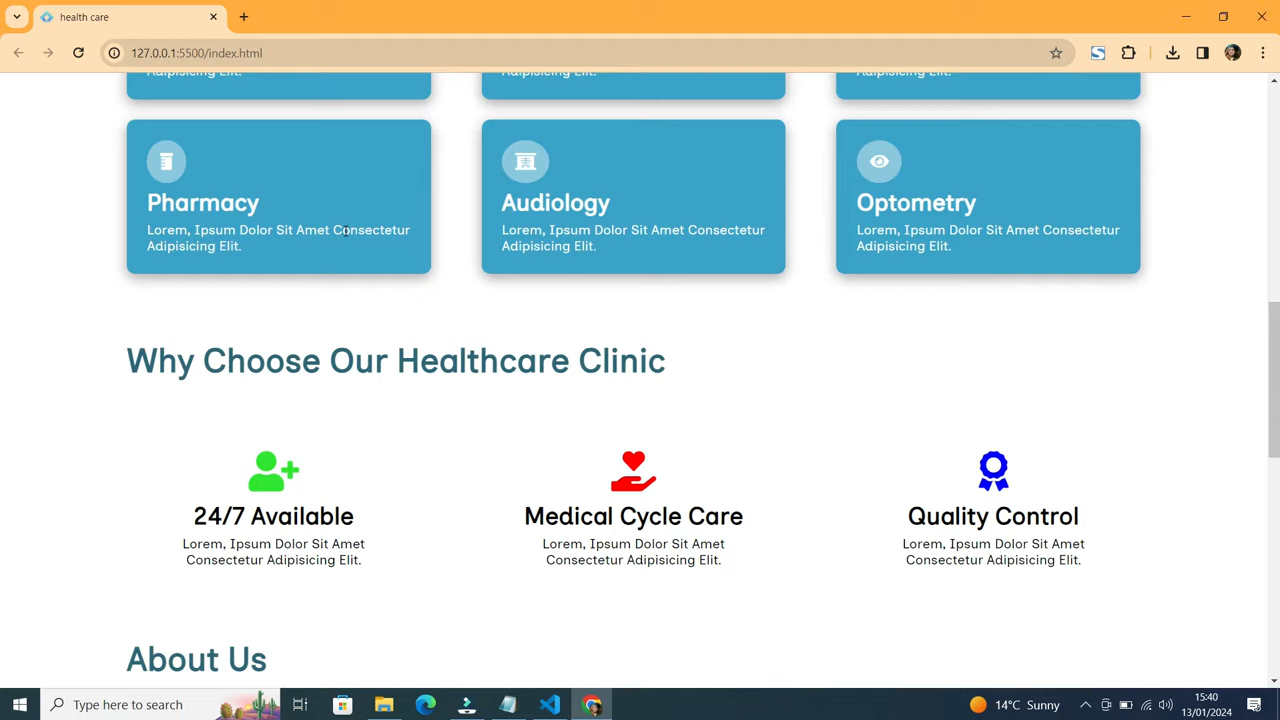 health care
127.0.0.1:5500/index.html
Adipisicing Elit.
Adipisicing Elit.
Adipisicing Elit.
Pharmacy
Lorem, Ipsum Dolor Sit Amet Consectetur
Adipisicing Elit.
Audiology
Lorem, Ipsum Dolor Sit Amet Consectetur
Adipisicing Elit.
Optometry
Lorem, Ipsum Dolor Sit Amet Consectetur
Adipisicing Elit.
Why Choose Our Healthcare Clinic
24/7 Available
Lorem, Ipsum Dolor Sit Amet
Consectetur Adipisicing Elit.
Medical Cycle Care
Lorem, Ipsum Dolor Sit Amet
Consectetur Adipisicing Elit.
Quality Control
Lorem, Ipsum Dolor Sit Amet
Consectetur Adipisicing Elit.
About Us
Type here to search
14°C Sunny
15:40
13/01/2024